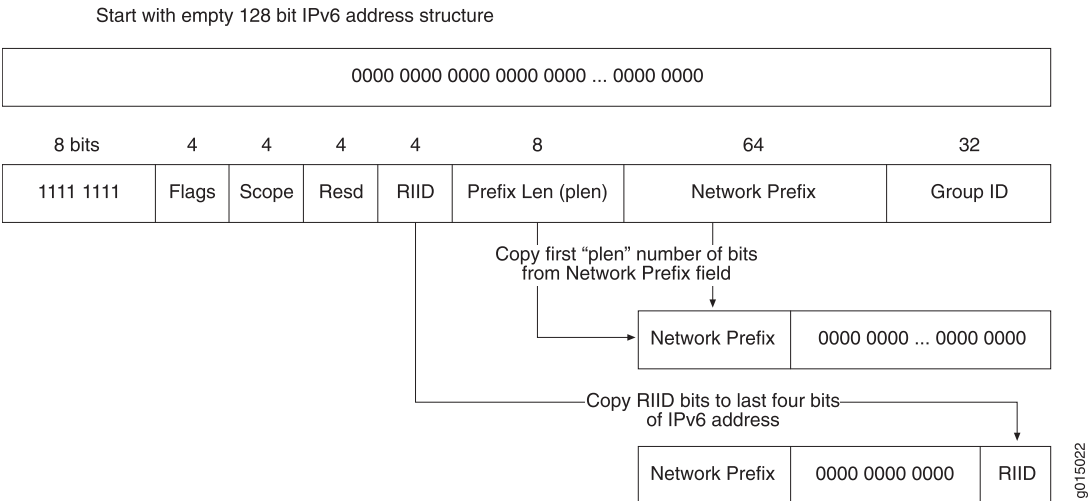 Start with empty 128 bit IPv6 address structure
0000 0000 0000 0000 0000 ... 0000 0000
8 bits 4 4 4 4 8 64 32
1111 1111 Flags Scope Resd RIID Prefix Len (plen) Network Prefix Group ID
Copy first “plen” number of bits
from Network Prefix field
Network Prefix 0000 0000 ... 0000 0000
Copy RIID bits to last four bits
of IPv6 address
Network Prefix 0000 0000 0000 RIID
g015022